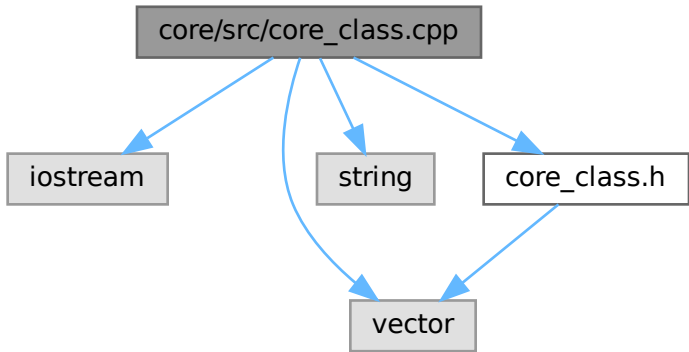 core/src/core_class.cpp
iostream
string
core_class.h
vector